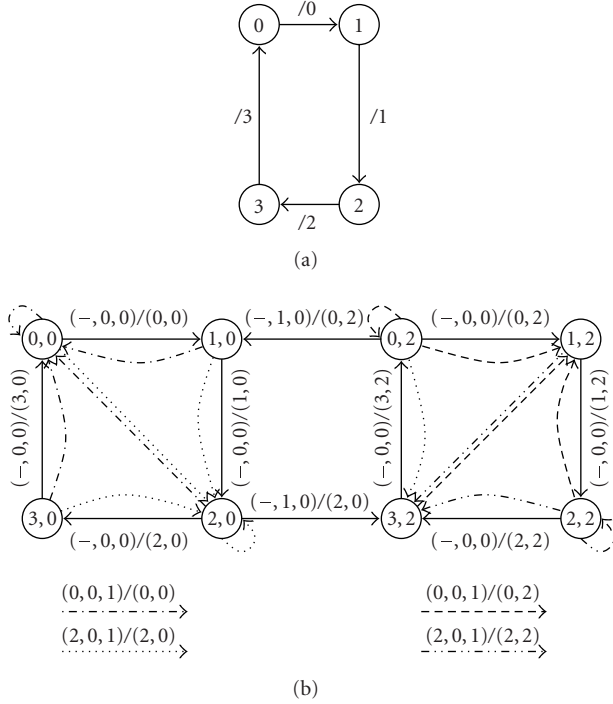 /0
0 1
/3 /1
3 2
/2
(a)
(−, 0, 0)/(0, 0) (−, 1, 0)/(0, 2) (−, 0, 0)/(0, 2)
0, 0 1, 0 0, 2 1, 2
(−, 0, 0)/(3, 0) (−, 0, 0)/(1, 0) (−, 0, 0)/(3, 2) (−, 0, 0)/(1, 2)
(−, 1, 0)/(2, 0)
3, 0 2, 0 3, 2 2, 2
(−, 0, 0)/(2, 0) (−, 0, 0)/(2, 2)
(0, 0, 1)/(0, 0) (0, 0, 1)/(0, 2)
(2, 0, 1)/(2, 0) (2, 0, 1)/(2, 2)
(b)